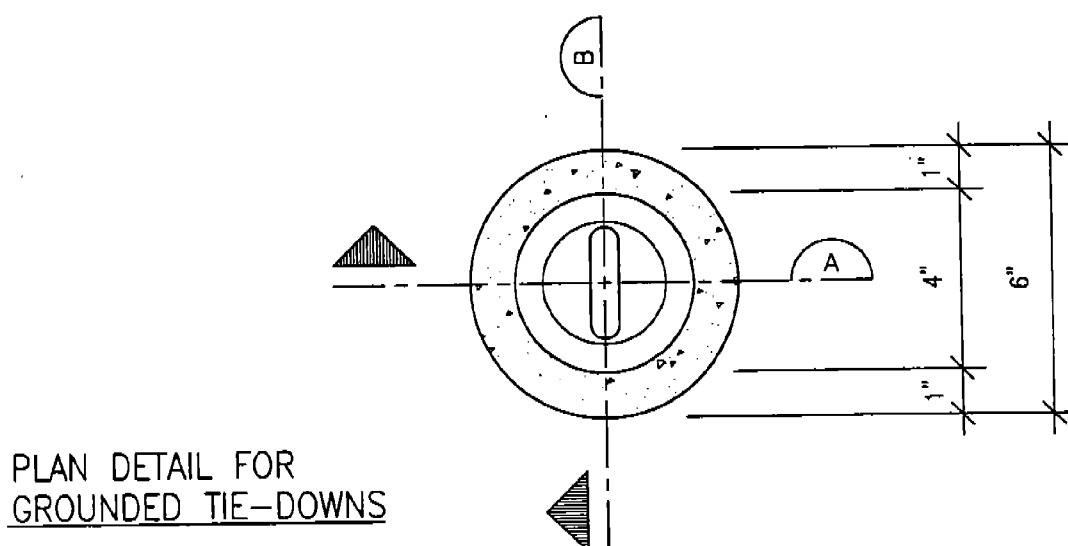 B
1"
A
4"
6"
1"
PLAN DETAIL FOR
GROUNDED TIE-DOWNS